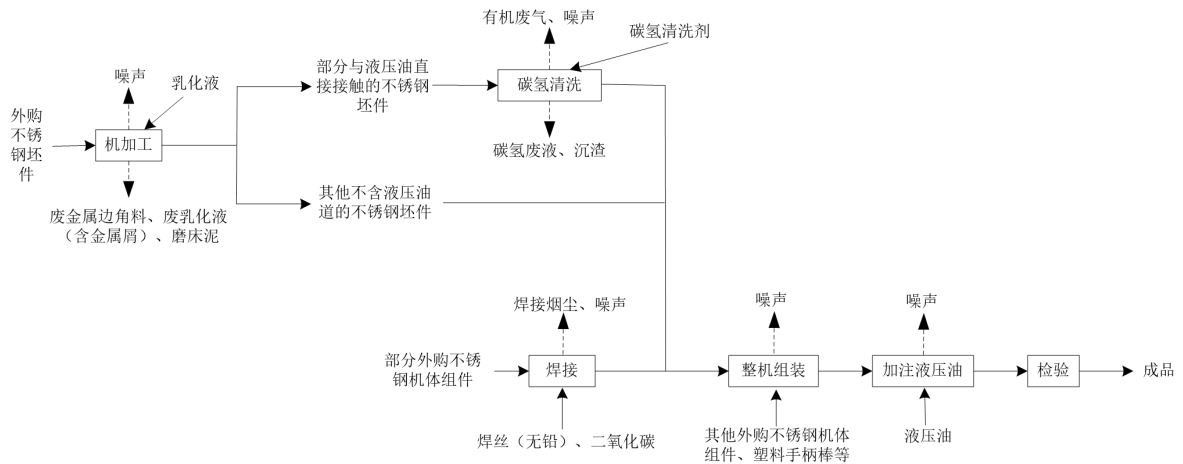 有机废气、噪声
碳氢清洗剂
噪声
乳化液
部分与液压油直
接接触的不锈钢
坯件
碳氢清洗
外购
不锈
钢坯
件
机加工
碳氢废液、沉渣
其他不含液压油
道的不锈钢坯件
废金属边角料、废乳化液
（含金属屑）、磨床泥
焊接烟尘、噪声
噪声
噪声
部分外购不锈
钢机体组件
焊接
整机组装
加注液压油
检验
成品
焊丝（无铅）、二氧化碳
其他外购不锈钢机体
组件、塑料手柄棒等
液压油